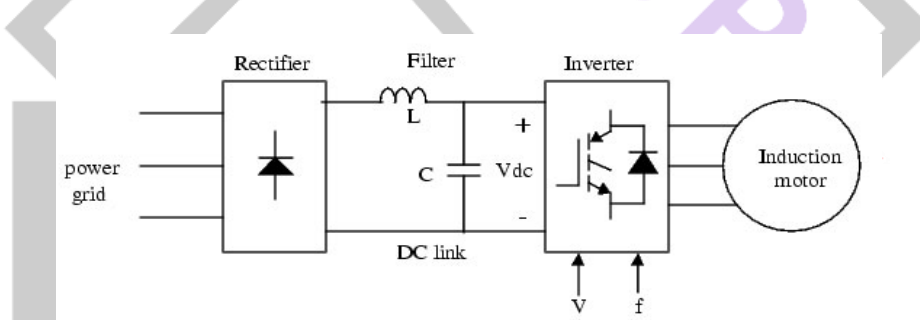 Rectifier
Filter
Inverter
L
+
power
grid
C
Vdc
Induction
motor
-
DC link
V
f